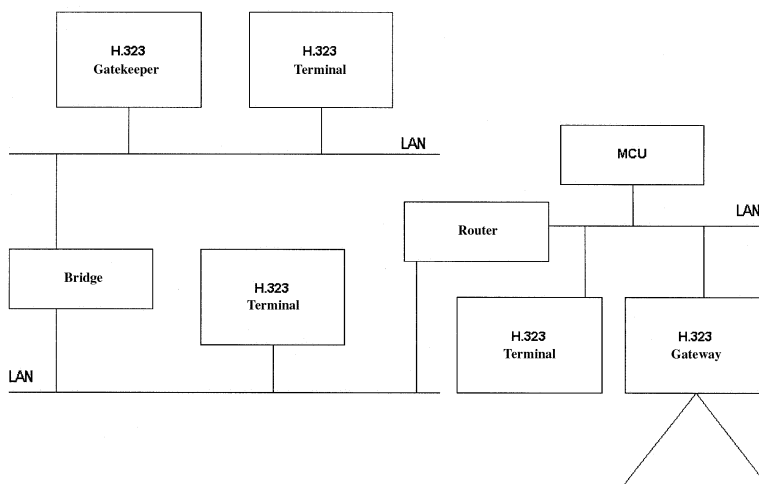 H.323
Gatekeeper
H.323
Terminal
LAN
MCU
LAN
Router
Bridge
H.323
Terminal
H.323
Terminal
H.323
Gateway
LAN